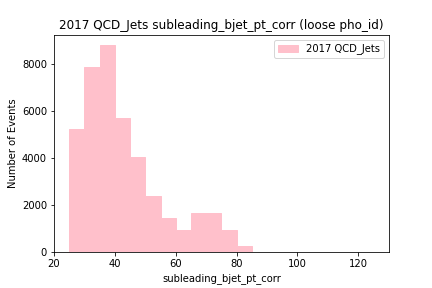 2017 QCD_Jets subleading_bjet_pt_corr (loose pho_id)
2017 QCD_Jets
Number of Events
8000
6000
4000
2000
0
20 40 60 80 100 120
subleading_bjet_pt_corr